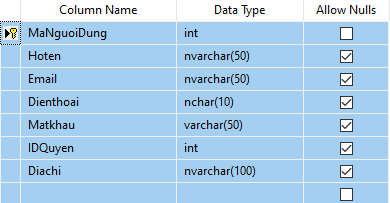 Column Name Data Type Allow Nulls
MaNguoiDung int
Hoten nvarchar(50)
Email nvarchar(50)
Dienthoai nchar(10)
Matkhau varchar(50)
IDQuyen int
Diachi nvarchar(100)